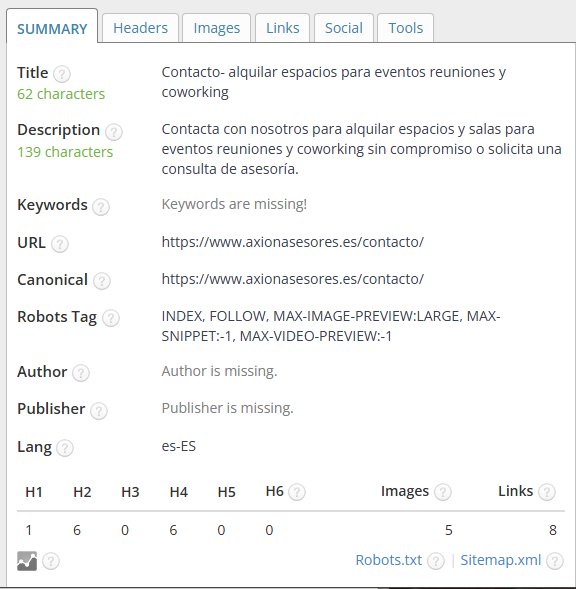 SUMMARY Headers Images Links Social Tools
Title ? Contacto- alquilar espacios para eventos reuniones y
62 characters coworking
Description ? Contacta con nosotros para alquilar espacios y salas para
139 characters eventos reuniones y coworking sin compromiso o solicita una
consulta de asesoría.
Keywords ? Keywords are missing!
URL ? https://www.axionasesores.es/contacto/
Canonical ? https://www.axionasesores.es/contacto/
Robots Tag ? INDEX, FOLLOW, MAX-IMAGE-PREVIEW:LARGE, MAX-
SNIPPET:-1, MAX-VIDEO-PREVIEW:-1
Author ? Author is missing.
Publisher ? Publisher is missing.
Lang ? es-ES
H1 H2 H3 H4 H5 H6 ? Images ? Links ?
1 6 0 6 0 0 5 8
? Robots.txt ? | Sitemap.xml ?